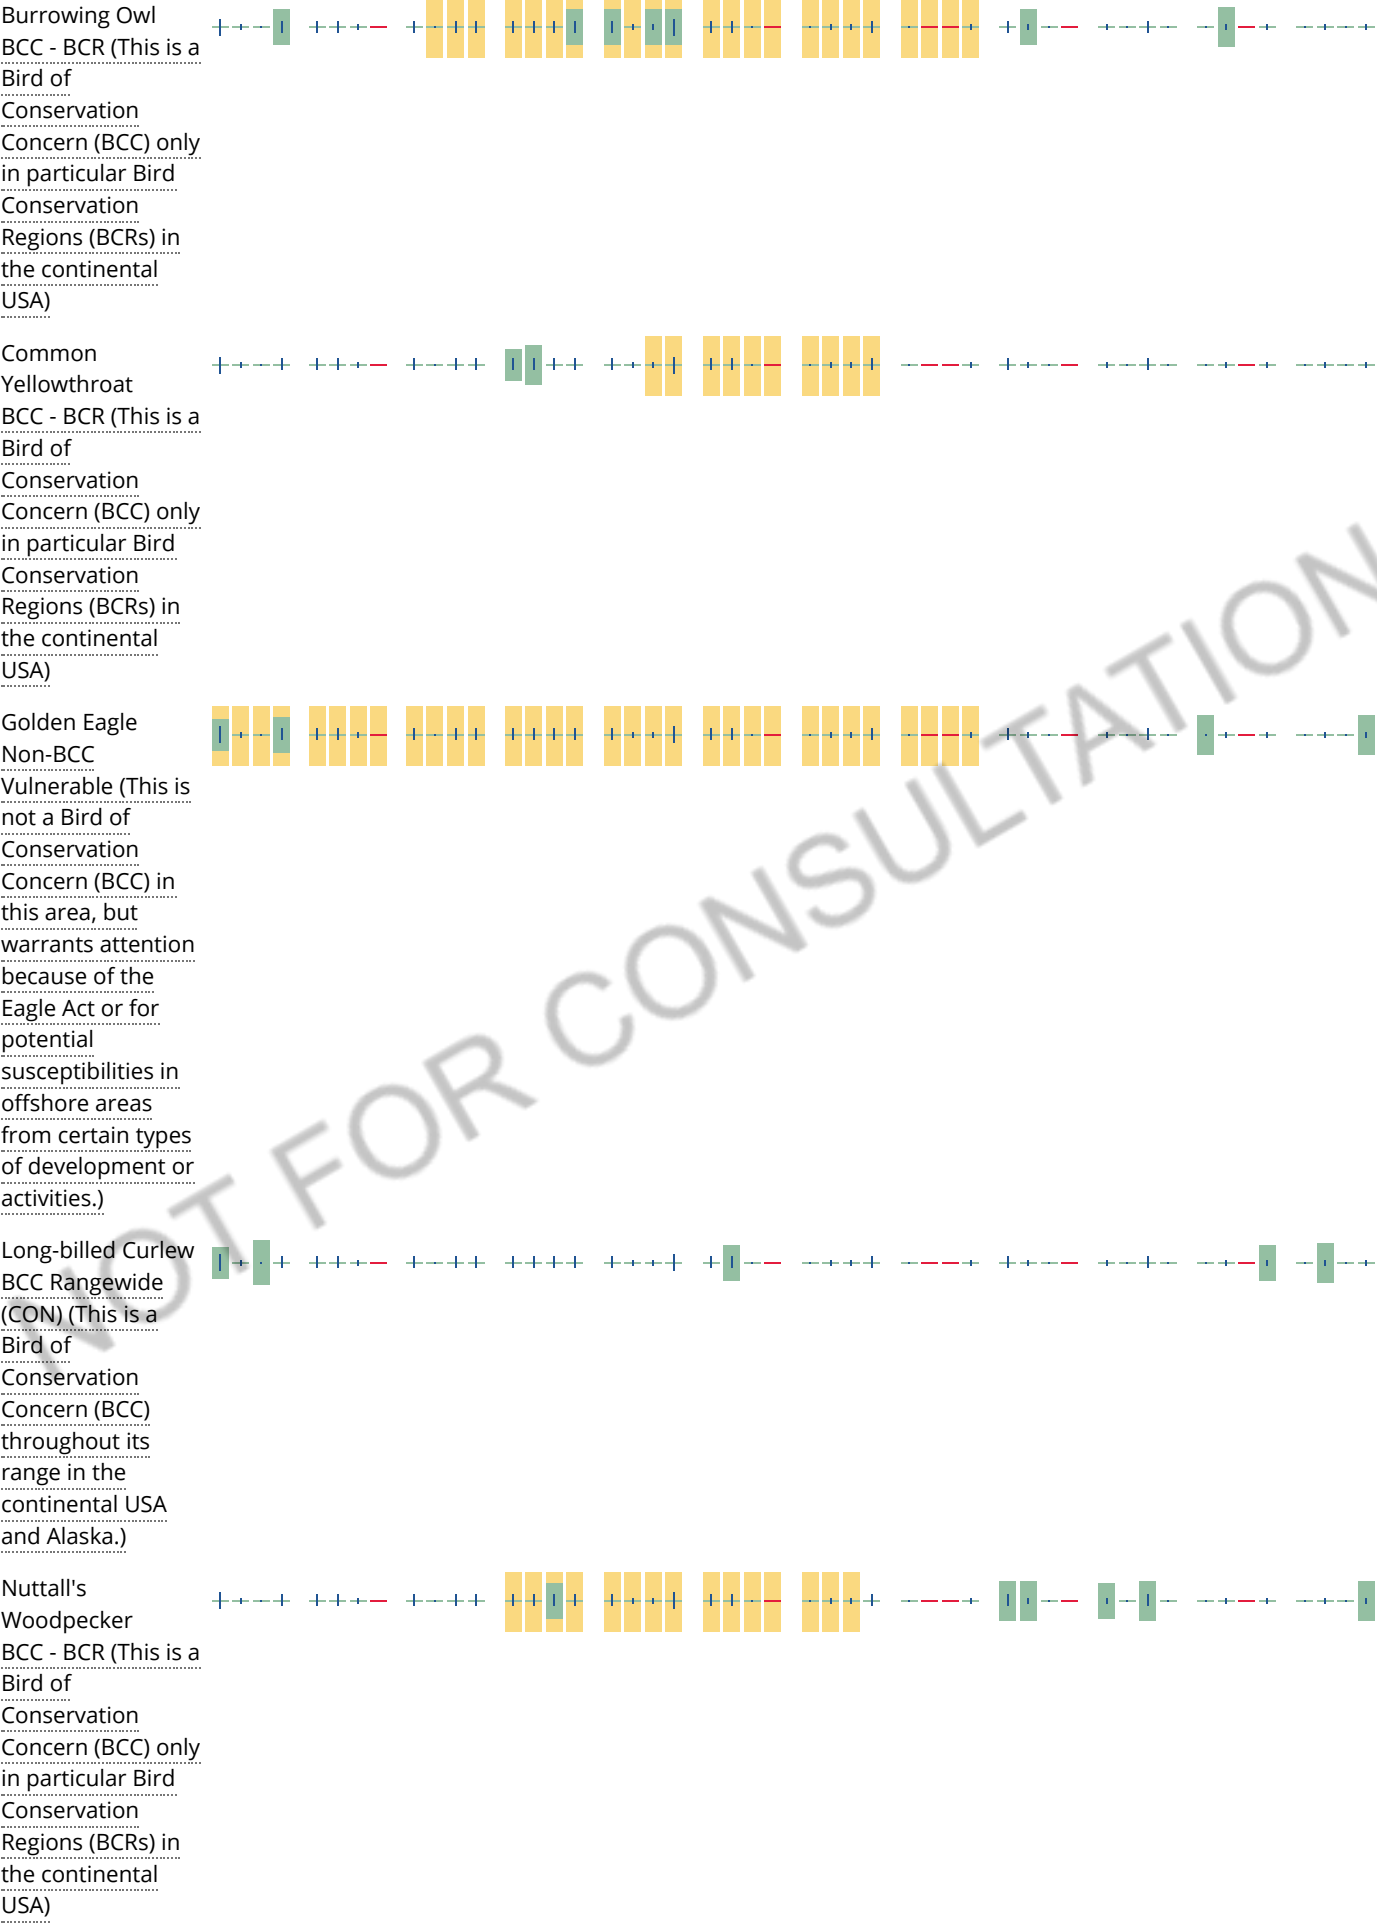 Burrowing Owl
BCC - BCR (This is a
Bird of
Conservation
Concern (BCC) only
in particular Bird
Conservation
Regions (BCRs) in
the continental
USA)
Common
Yellowthroat
BCC - BCR (This is a
Bird of
Conservation
Concern (BCC) only
in particular Bird
Conservation
Regions (BCRs) in
the continental
USA)
Golden Eagle
Non-BCC
Vulnerable (This is
not a Bird of
Conservation
Concern (BCC) in
this area, but
warrants attention
because of the
Eagle Act or for
potential
susceptibilities in
offshore areas
from certain types
of development or
activities.)
Long-billed Curlew
BCC Rangewide
(CON) (This is a
Bird of
Conservation
Concern (BCC)
throughout its
range in the
continental USA
and Alaska.)
Nuttall's
Woodpecker
BCC - BCR (This is a
Bird of
Conservation
Concern (BCC) only
in particular Bird
Conservation
Regions (BCRs) in
the continental
USA)
NOT FOR CONSULTATION